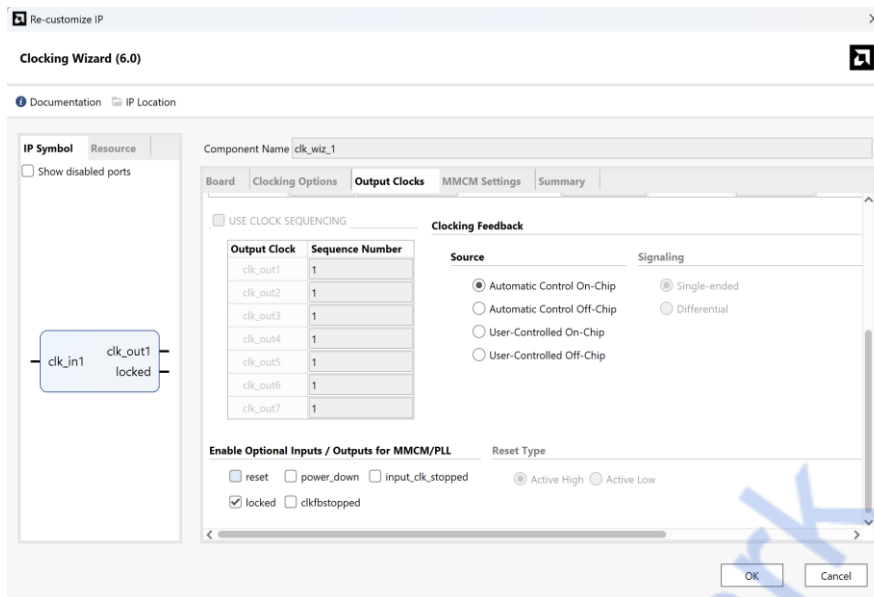 Re-customize IP
Clocking Wizard (6.0)
Documentation IP Location
IP Symbol Resource
Show disabled ports
clk_in1
clk_out1
locked
Component Name clk_wiz_1
Board Clocking Options Output Clocks MMCM Settings Summary
USE CLOCK SEQUENCING
Output Clock Sequence Number
clk_out1 1
clk_out2 1
clk_out3 1
clk_out4 1
clk_out5 1
clk_out6 1
clk_out7 1
Clocking Feedback
Source Signaling
Automatic Control On-Chip Single-ended
Automatic Control Off-Chip Differential
User-Controlled On-Chip
User-Controlled Off-Chip
Enable Optional Inputs / Outputs for MMCM/PLL Reset Type
reset power_down input_clk_stopped Active High Active Low
locked clkfbstopped
OK Cancel